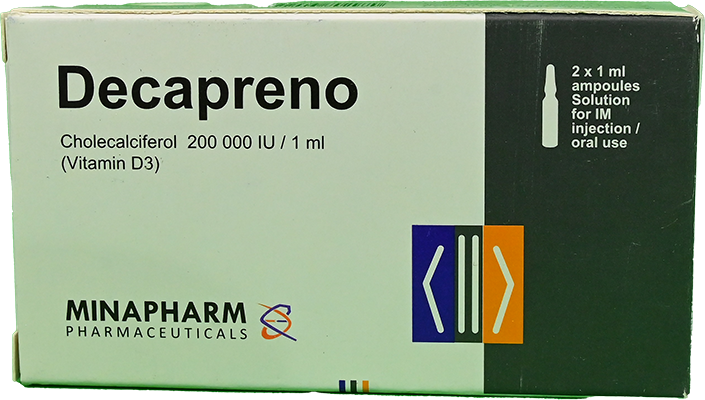 Decapreno
Cholecalciferol 200 000 IU / 1 ml
(Vitamin D3)
2 x 1 ml
ampoules
Solution
for IM
injection /
oral use
MINAPHARM
PHARMACEUTICALS